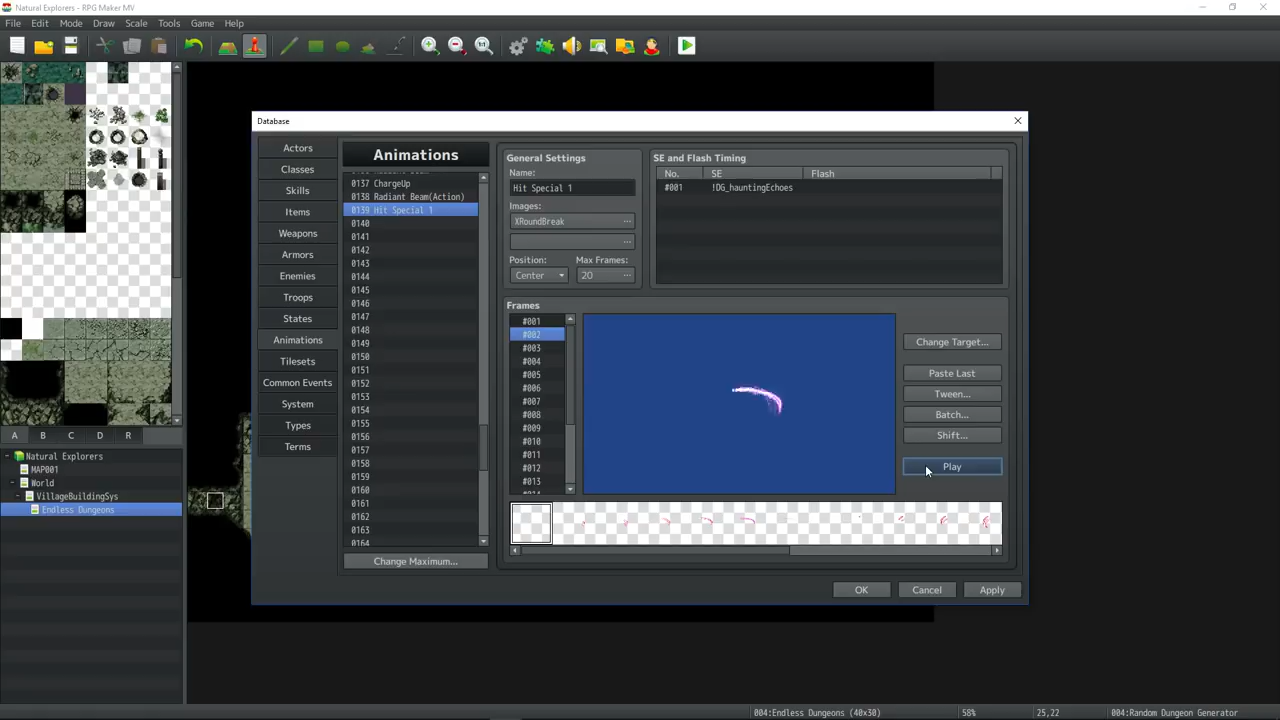 Natural Explorers - RPG Maker MV
File Edit Mode Draw Scale Tools Game Help
Database
Actors
Classes
Skills
Items
Weapons
Armors
Enemies
Troops
States
Animations
Tilesets
Common Events
System
Types
Terms
Animations
0137 ChargeUp
0138 Radiant Beam(Action)
0139 Hit Special 1
0140
0141
0142
0143
0144
0145
0146
0147
0148
0149
0150
0151
0152
0153
0154
0155
0156
0157
0158
0159
0160
0161
0162
0163
0164
Change Maximum...
General Settings
Name:
Hit Special 1
Images:
XRoundBreak ...
...
Position: Max Frames:
Center 20 ...
SE and Flash Timing
No. SE Flash
#001 !DG_hauntingEchoes
Frames
#001
#002
#003
#004
#005
#006
#007
#008
#009
#010
#011
#012
#013
Change Target...
Paste Last
Tween...
Batch...
Shift...
Play
OK Cancel Apply
A B C D R
Natural Explorers
MAP001
World
VillageBuildingSys
Endless Dungeons
004:Endless Dungeons (40x30) 58% 25,22 004:Random Dungeon Generator